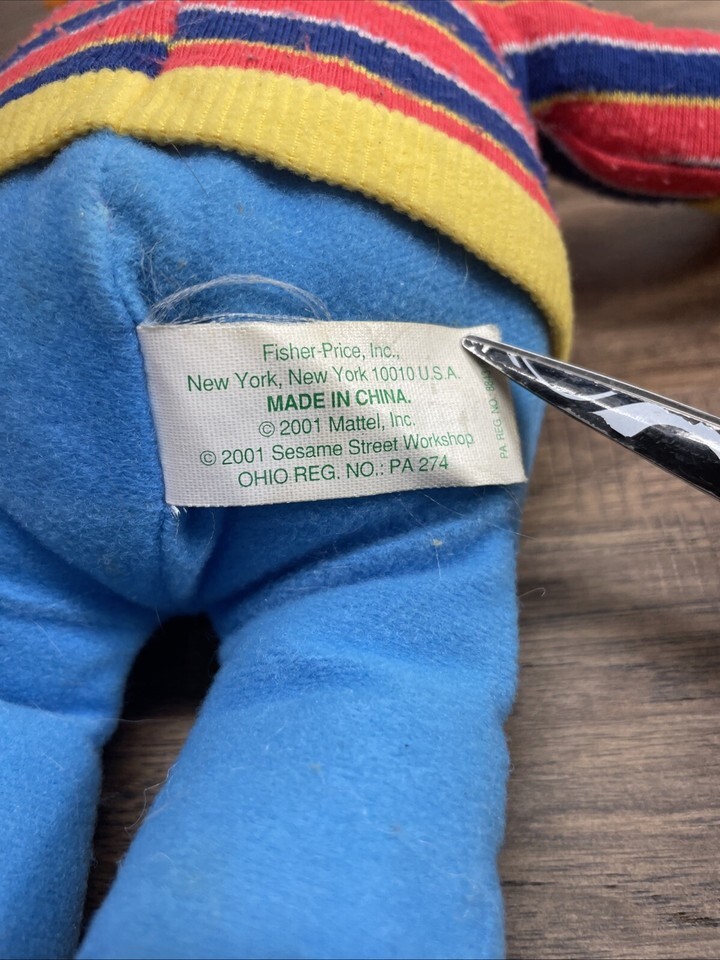 Fisher-Price, Inc.,
New York, New York 10010 U.S.A.
MADE IN CHINA.
© 2001 Mattel, Inc.
© 2001 Sesame Street Workshop
OHIO REG. NO.: PA 274
PA. REG. NO.